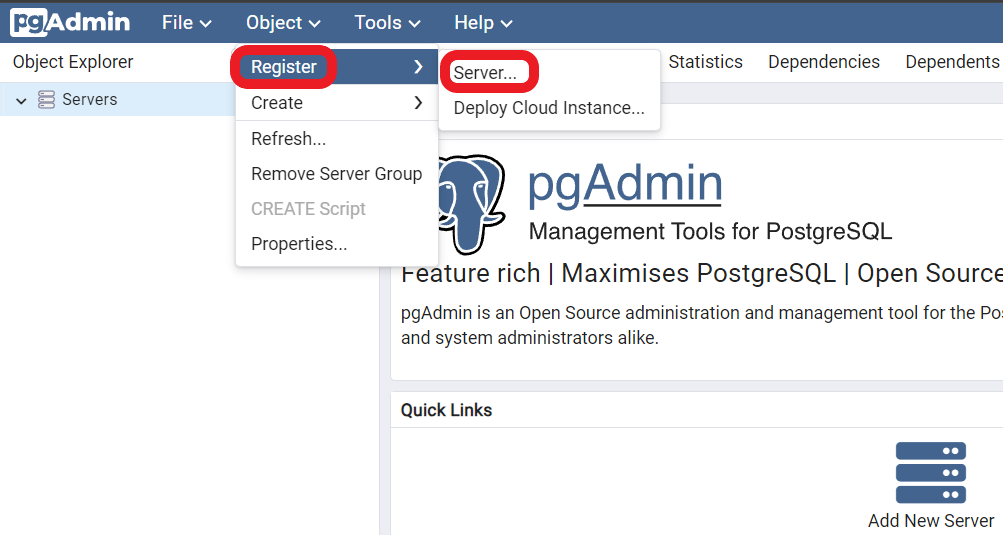 pgAdmin File Object Tools Help
Object Explorer
Servers
Register
Create
Refresh...
Remove Server Group
CREATE Script
Properties...
Server...
Deploy Cloud Instance...
Statistics Dependencies Dependents
pgAdmin
Management Tools for PostgreSQL
Feature rich | Maximises PostgreSQL | Open Source
pgAdmin is an Open Source administration and management tool for the Pos
and system administrators alike.
Quick Links
Add New Server